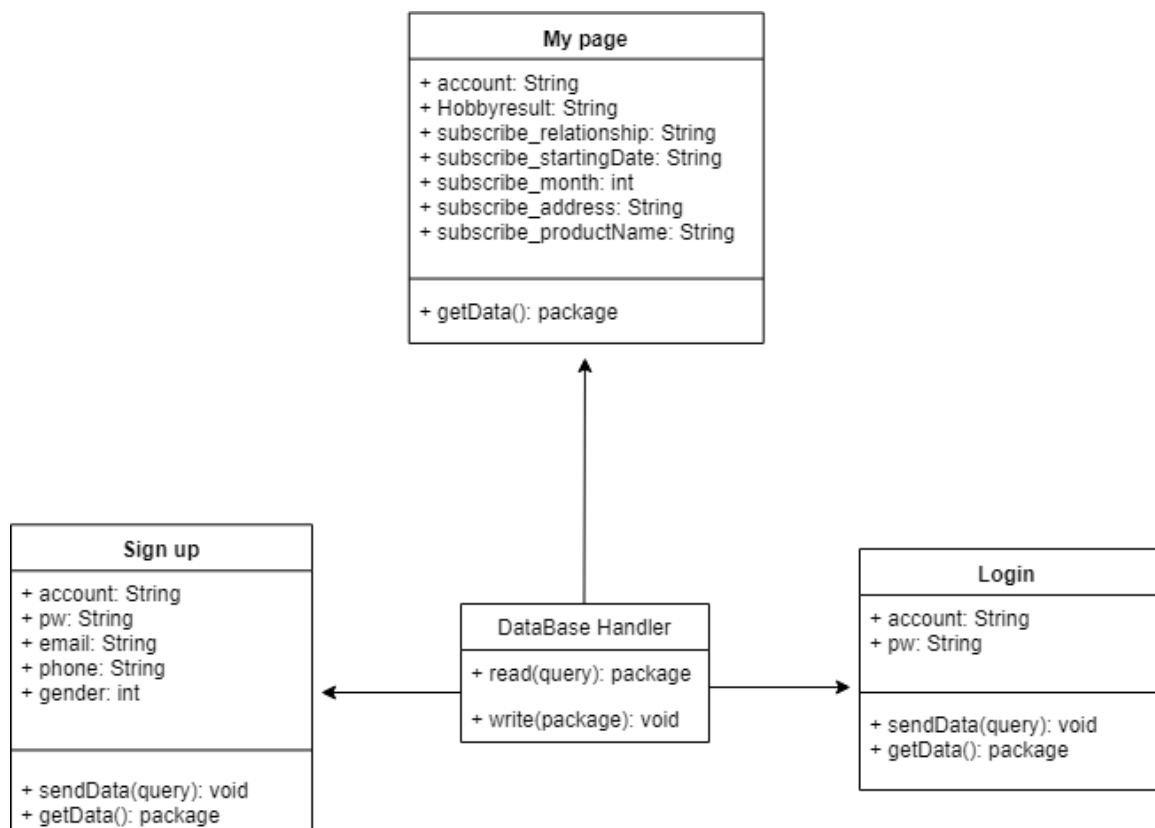 My page
+ account: String
+ Hobbyresult: String
+ subscribe_relationship: String
+ subscribe_startingDate: String
+ subscribe_month: int
+ subscribe_address: String
+ subscribe_productName: String
+ getData(): package
Sign up
+ account: String
+ pw: String
+ email: String
+ phone: String
+ gender: int
+ sendData(query): void
+ getData(): package
DataBase Handler
+ read(query): package
+ write(package): void
Login
+ account: String
+ pw: String
+ sendData(query): void
+ getData(): package